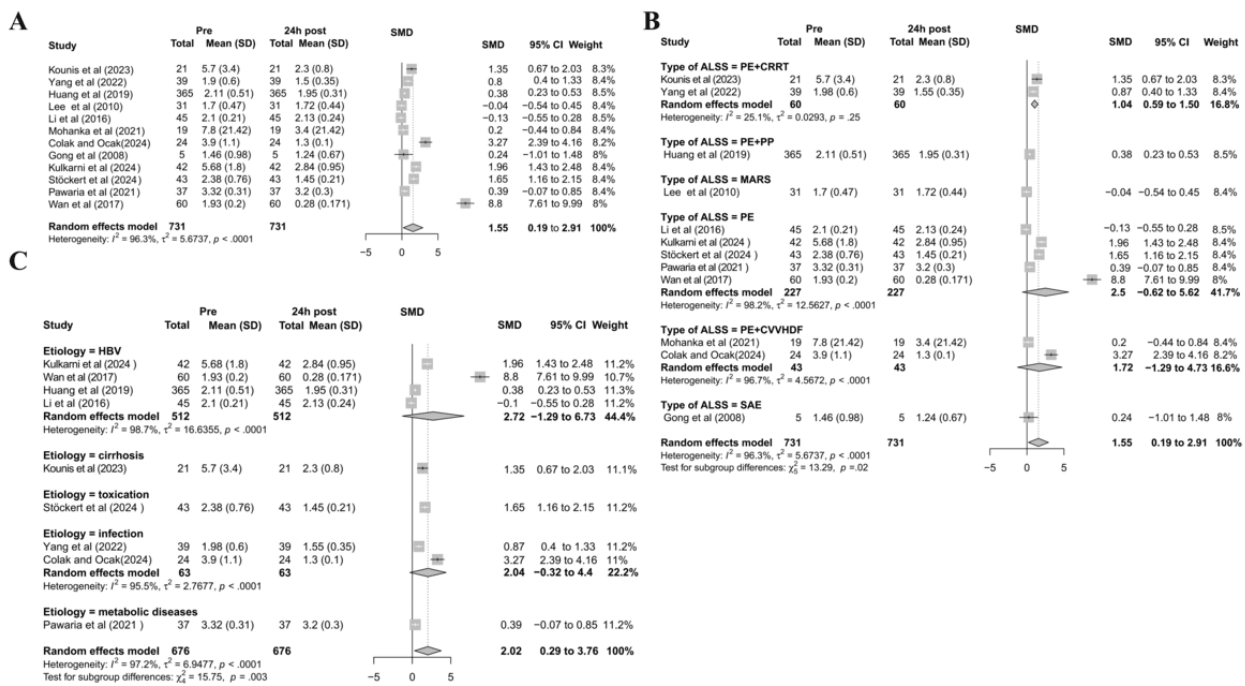 A
Pre 24h post SMD
Study Total Mean (SD) Total Mean (SD) SMD 95% CI Weight
Kounis et al (2023) 21 5.7 (3.4) 21 2.3 (0.8) 1.35 0.67 to 2.03 8.3%
Yang et al (2022) 39 1.9 (0.6) 39 1.55 (0.35) 0.8 0.4 to 1.33 8.4%
Huang et al (2019) 365 2.11 (0.51) 365 1.95 (0.31) 0.38 0.23 to 0.53 8.5%
Lee et al (2010) 31 1.7 (0.47) 31 1.72 (0.44) −0.04 −0.54 to 0.45 8.4%
Li et al (2016) 45 2.1 (0.21) 45 2.13 (0.24) −0.13 −0.55 to 0.28 8.4%
Mohanka et al (2021) 19 7.8 (21.42) 19 3.4 (21.42) 0.2 −0.44 to 0.84 8.4%
Colak and Ocak(2024) 24 3.9 (1.1) 24 1.3 (0.1) 3.27 2.39 to 4.16 8.2%
Gong et al (2008) 5 1.46 (0.98) 5 1.24 (0.67) 0.24 −1.01 to 1.48 8%
Kulkarni et al (2024) 42 5.68 (1.8) 42 2.84 (0.95) 1.96 1.43 to 2.48 8.4%
Stöckert et al (2024) 43 2.38 (0.76) 43 1.45 (0.21) 1.65 1.16 to 2.15 8.4%
Pawaria et al (2021) 37 3.32 (0.31) 37 3.2 (0.3) 0.39 −0.07 to 0.85 8.4%
Wan et al (2017) 60 1.93 (0.2) 60 0.28 (0.171) 8.8 7.61 to 9.99 8%
Random effects model 731 731 1.55 0.19 to 2.91 100%
Heterogeneity: I² = 96.3%, τ² = 5.6737, p < .0001
−5 0 5
B
Pre 24h post SMD
Study Total Mean (SD) Total Mean (SD) SMD 95% CI Weight
Type of ALSS = PE+CRRT
Kounis et al (2023) 21 5.7 (3.4) 21 2.3 (0.8) 1.35 0.67 to 2.03 8.3%
Yang et al (2022) 39 1.98 (0.6) 39 1.55 (0.35) 0.87 0.40 to 1.33 8.4%
Random effects model 60 60 1.04 0.59 to 1.50 16.8%
Heterogeneity: I² = 25.1%, τ² = 0.0293, p = .25
Type of ALSS = PE+PP
Huang et al (2019) 365 2.11 (0.51) 365 1.95 (0.31) 0.38 0.23 to 0.53 8.5%
Type of ALSS = MARS
Lee et al (2010) 31 1.7 (0.47) 31 1.72 (0.44) −0.04 −0.54 to 0.45 8.4%
Type of ALSS = PE
Li et al (2016) 45 2.1 (0.21) 45 2.13 (0.24) −0.13 −0.55 to 0.28 8.4%
Kulkarni et al (2024) 42 5.68 (1.8) 42 2.84 (0.95) 1.96 1.43 to 2.48 8.4%
Stöckert et al (2024 ) 43 2.38 (0.76) 43 1.45 (0.21) 1.65 1.16 to 2.15 8.4%
Pawaria et al (2021 ) 37 3.32 (0.31) 37 3.2 (0.3) 0.39 −0.07 to 0.85 8.4%
Wan et al (2017) 60 1.93 (0.2) 60 0.28 (0.171) 8.8 7.61 to 9.99 8%
Random effects model 227 227 2.5 −0.62 to 5.62 41.7%
Heterogeneity: I² = 98.2%, τ² = 12.5627, p < .0001
Type of ALSS = PE+CVVHDF
Mohanka et al (2021) 19 7.8 (21.42) 19 3.4 (21.42) 0.2 −0.44 to 0.84 8.4%
Colak and Ocak(2024) 24 3.9 (1.1) 24 1.3 (0.1) 3.27 2.39 to 4.16 8.2%
Random effects model 43 43 1.72 −1.29 to 4.73 16.6%
Heterogeneity: I² = 96.7%, τ² = 4.5672, p < .0001
Type of ALSS = SAE
Gong et al (2008) 5 1.46 (0.98) 5 1.24 (0.67) 0.24 −1.01 to 1.48 8%
Random effects model 731 731 1.55 0.19 to 2.91 100%
Heterogeneity: I² = 96.3%, τ² = 5.6737, p < .0001
Test for subgroup differences: χ²₅ = 13.29, p =.02
−5 0 5
C
Pre 24h post SMD
Study Total Mean (SD) Total Mean (SD) SMD 95% CI Weight
Etiology = HBV
Kulkarni et al (2024 ) 42 5.68 (1.8) 42 2.84 (0.95) 1.96 1.43 to 2.48 11.2%
Wan et al (2017) 60 1.93 (0.2) 60 0.28 (0.171) 8.8 7.61 to 9.99 10.7%
Huang et al (2019) 365 2.11 (0.51) 365 1.95 (0.31) 0.38 0.23 to 0.53 11.3%
Li et al (2016) 45 2.1 (0.21) 45 2.13 (0.24) −0.1 −0.55 to 0.28 11.2%
Random effects model 512 512 2.72 −1.29 to 6.73 44.4%
Heterogeneity: I² = 98.7%, τ² = 16.6355, p < .0001
Etiology = cirrhosis
Kounis et al (2023) 21 5.7 (3.4) 21 2.3 (0.8) 1.35 0.67 to 2.03 11.1%
Etiology = toxication
Stöckert et al (2024 ) 43 2.38 (0.76) 43 1.45 (0.21) 1.65 1.16 to 2.15 11.2%
Etiology = infection
Yang et al (2022) 39 1.98 (0.6) 39 1.55 (0.35) 0.87 0.4 to 1.33 11.2%
Colak and Ocak(2024) 24 3.9 (1.1) 24 1.3 (0.1) 3.27 2.39 to 4.16 11%
Random effects model 63 63 2.04 −0.32 to 4.4 22.2%
Heterogeneity: I² = 95.5%, τ² = 2.7677, p < .0001
Etiology = metabolic diseases
Pawaria et al (2021 ) 37 3.32 (0.31) 37 3.2 (0.3) 0.39 −0.07 to 0.85 11.2%
Random effects model 676 676 2.02 0.29 to 3.76 100%
Heterogeneity: I² = 97.2%, τ² = 6.9477, p < .0001
Test for subgroup differences: χ²₄ = 15.75, p = .003
−5 0 5